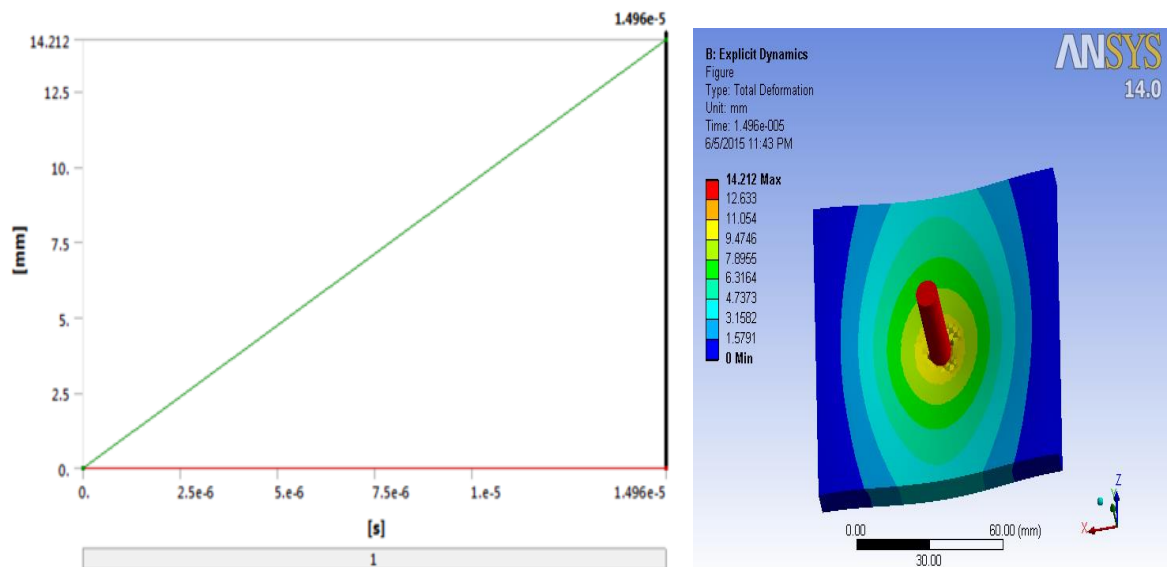 1.496e-5
14.212
12.5
10.
7.5
5.
2.5
0.
[mm]
0.
2.5e-6
5.e-6
7.5e-6
1.e-5
1.496e-5
[s]
1
B: Explicit Dynamics
Figure
Type: Total Deformation
Unit: mm
Time: 1.496e-005
6/5/2015 11:43 PM
ANSYS
14.0
14.212 Max
12.633
11.054
9.4746
7.8955
6.3164
4.7373
3.1582
1.5791
0 Min
Z
Y
X
0.00
60.00 (mm)
30.00